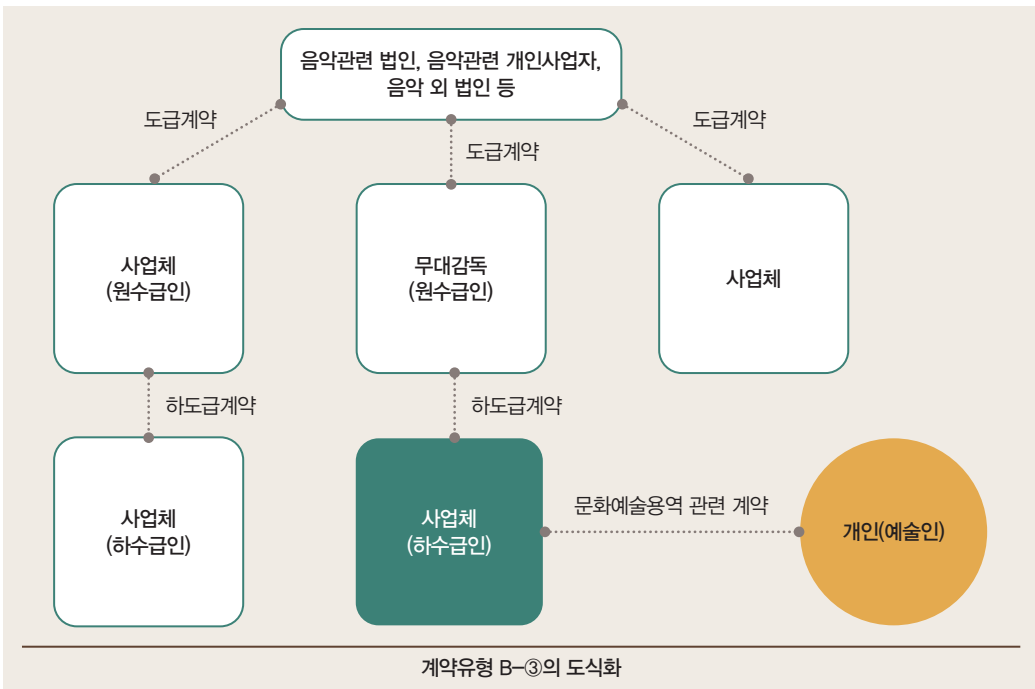 음악관련 법인, 음악관련 개인사업자,
음악 외 법인 등
도급계약
도급계약
도급계약
사업체
(원수급인)
무대감독
(원수급인)
사업체
하도급계약
하도급계약
사업체
(하수급인)
사업체
(하수급인)
문화예술용역 관련 계약
개인(예술인)
계약유형 B-③의 도식화